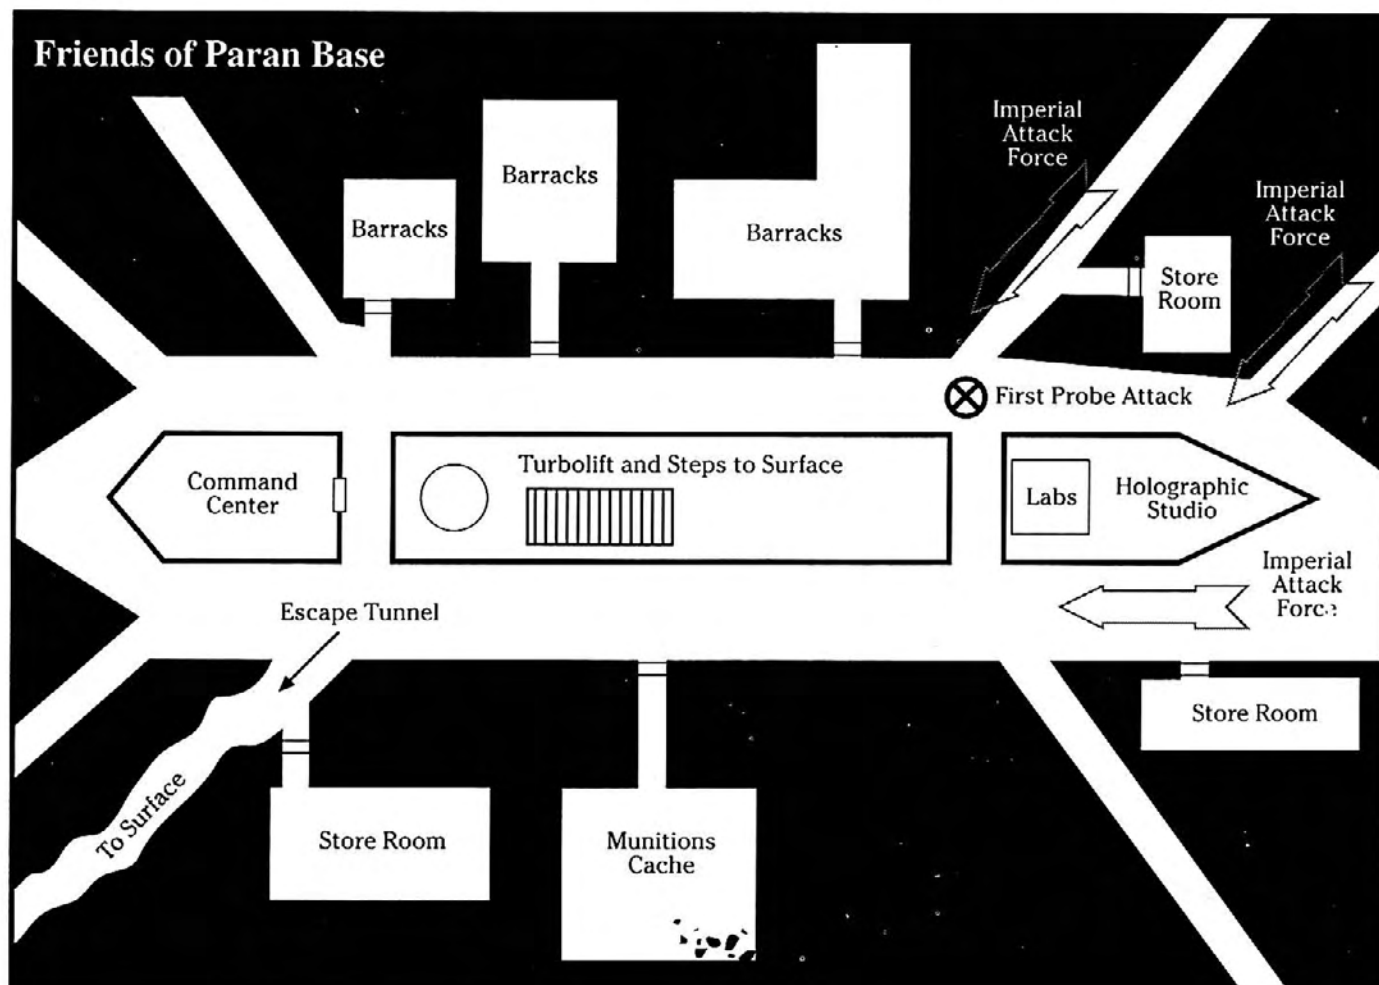 Friends of Paran Base
Imperial
Attack
Force
Barracks
Imperial
Attack
Force
Barracks
Barracks
Store
Room
First Probe Attack
Command
Center
Turbolift and Steps to Surface
Labs
Holographic
Studio
Imperial
Attack
Force
Escape Tunnel
Store Room
To Surface
Store Room
Munitions
Cache